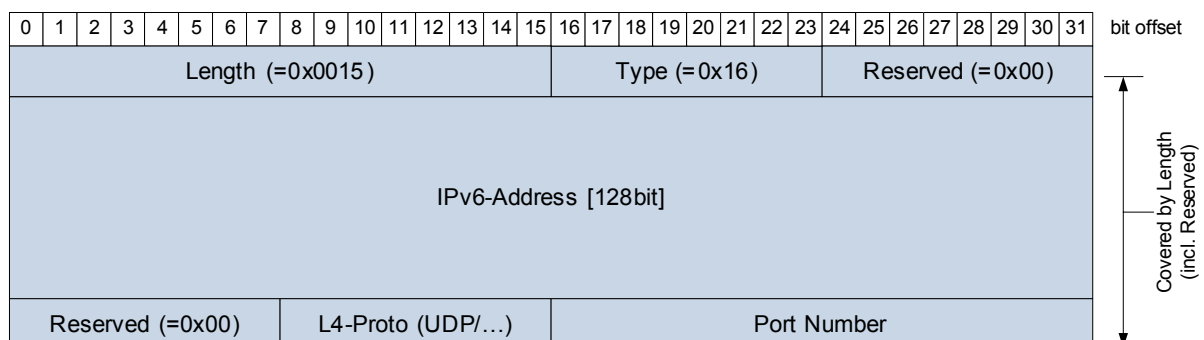 0 1 2 3 4 5 6 7 8 9 10 11 12 13 14 15 16 17 18 19 20 21 22 23 24 25 26 27 28 29 30 31 bit offset
Length (=0x0015) Type (=0x16) Reserved (=0x00)
IPv6-Address [128bit]
Covered by Length
(incl. Reserved)
Reserved (=0x00) L4-Proto (UDP/…) Port Number